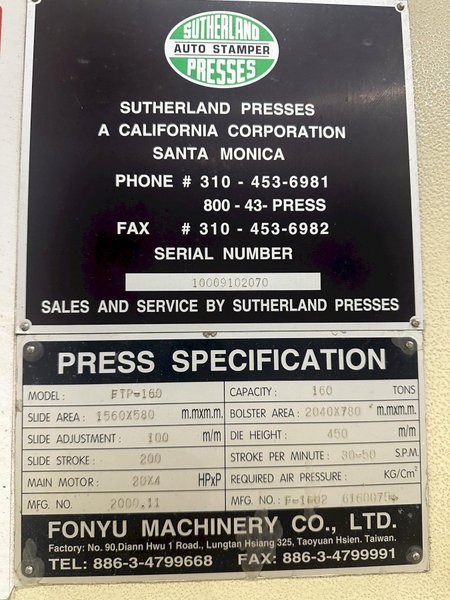 SUTHERLAND
AUTO STAMPER
PRESSES
SUTHERLAND PRESSES
A CALIFORNIA CORPORATION
SANTA MONICA
PHONE # 310 - 453-6981
800 - 43- PRESS
FAX # 310 - 453-6982
SERIAL NUMBER
10009102070
SALES AND SERVICE BY SUTHERLAND PRESSES
PRESS SPECIFICATION
MODEL : FTP-160 CAPACITY : 160 TONS
SLIDE AREA : 1560X580 m.mxm.m. BOLSTER AREA : 2040X780 m.mxm.m.
SLIDE ADJUSTMENT : 100 m/m DIE HEIGHT : 450 m/m
SLIDE STROKE : 200 STROKE PER MINUTE : 30-50 S.P.M.
MAIN MOTOR : 20X4 HPxP REQUIRED AIR PRESSURE : KG/Cm²
MFG. NO. 2000.11 MFG. NO. : F-1602
FONYU MACHINERY CO., LTD.
Factory: No. 90,Diann Hwu 1 Road., Lungtan Hsiang 325, Taoyuan Hsien. Taiwan.
TEL: 886-3-4799668 FAX: 886-3-4799991